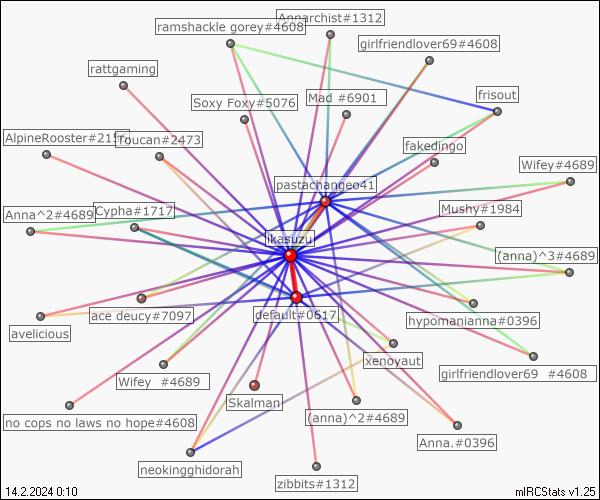 Annarchist#1312
ramshackle gorey#4608
girlfriendlover69#4608
rattgaming
frisout
Soxy Foxy#5076
Mad #6901
AlpineRooster#215
Toucan#2473
fakedingo
Wifey#4689
pastachangeo41
Anna^2#4689
Cypha#1717
Mushy#1984
ikasuzu
(anna)^3#4689
avelicious
ace deucy#7097
default#0617
hypomanianna#0396
xenoyaut
Wifey #4689
girlfriendlover69 #4608
no cops no laws no hope#4608
Skalman
(anna)^2#4689
Anna.#0396
neokingghidorah
zibbits#1312
14.2.2024 0:10
mIRCStats v1.25